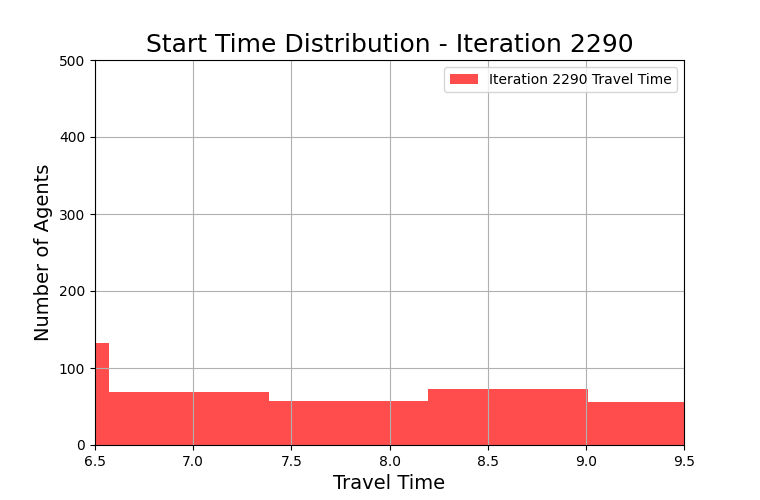 Start Time Distribution - Iteration 2290
500
400
300
200
100
0
Number of Agents
Iteration 2290 Travel Time
6.5 7.0 7.5 8.0 8.5 9.0 9.5
Travel Time